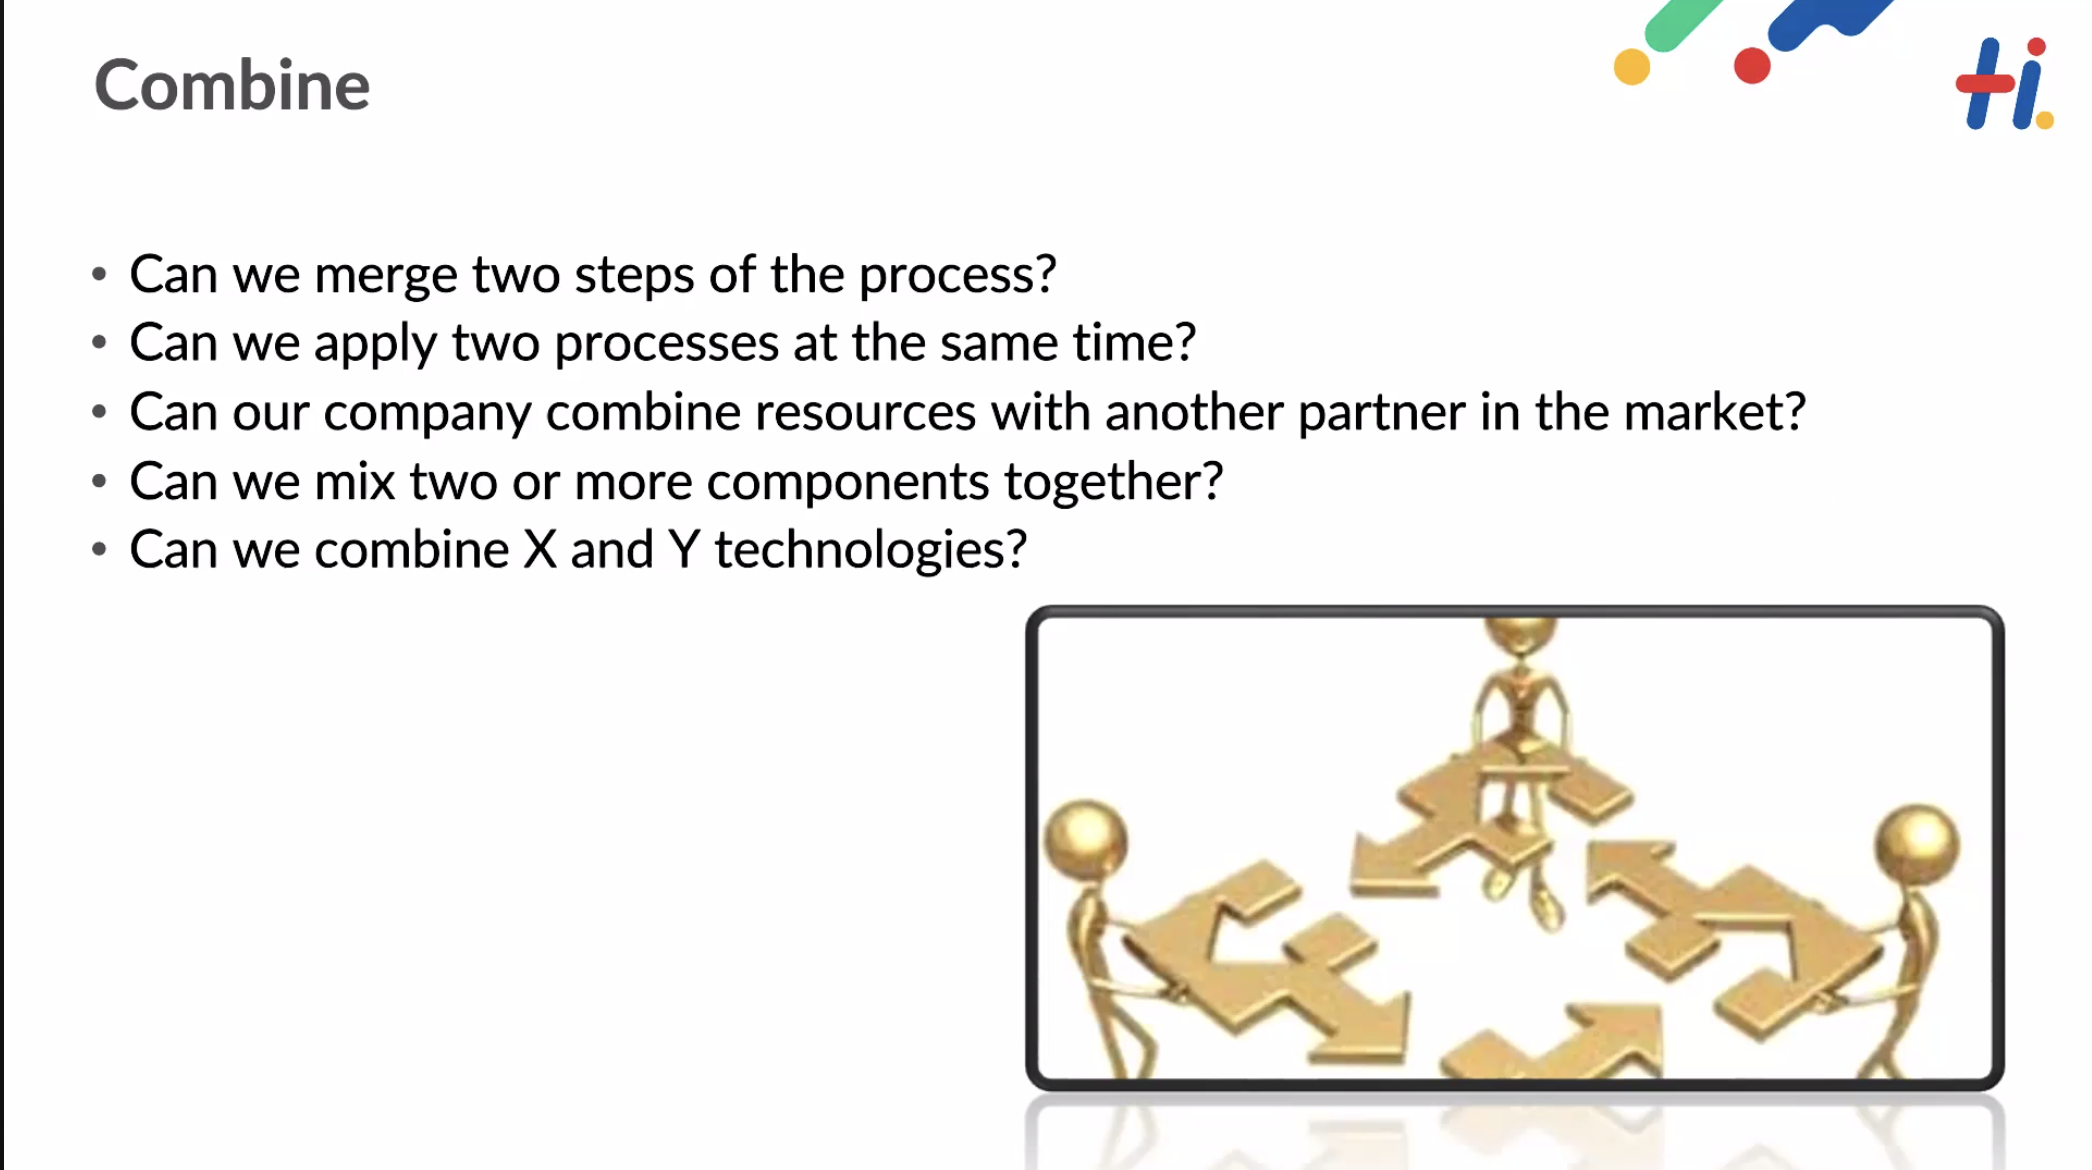 Combine
• Can we merge two steps of the process?
• Can we apply two processes at the same time?
• Can our company combine resources with another partner in the market?
• Can we mix two or more components together?
• Can we combine X and Y technologies?
Hi.